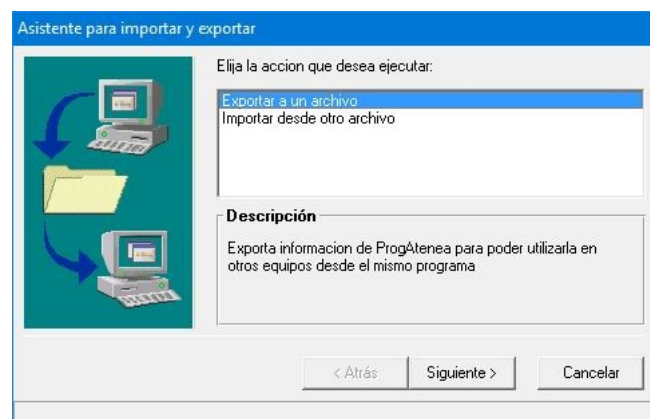 Asistente para importar y exportar
Elija la accion que desea ejecutar:
Exportar a un archivo
Importar desde otro archivo
Descripción
Exporta informacion de ProgAtenea para poder utilizarla en
otros equipos desde el mismo programa
< Atrás
Siguiente >
Cancelar